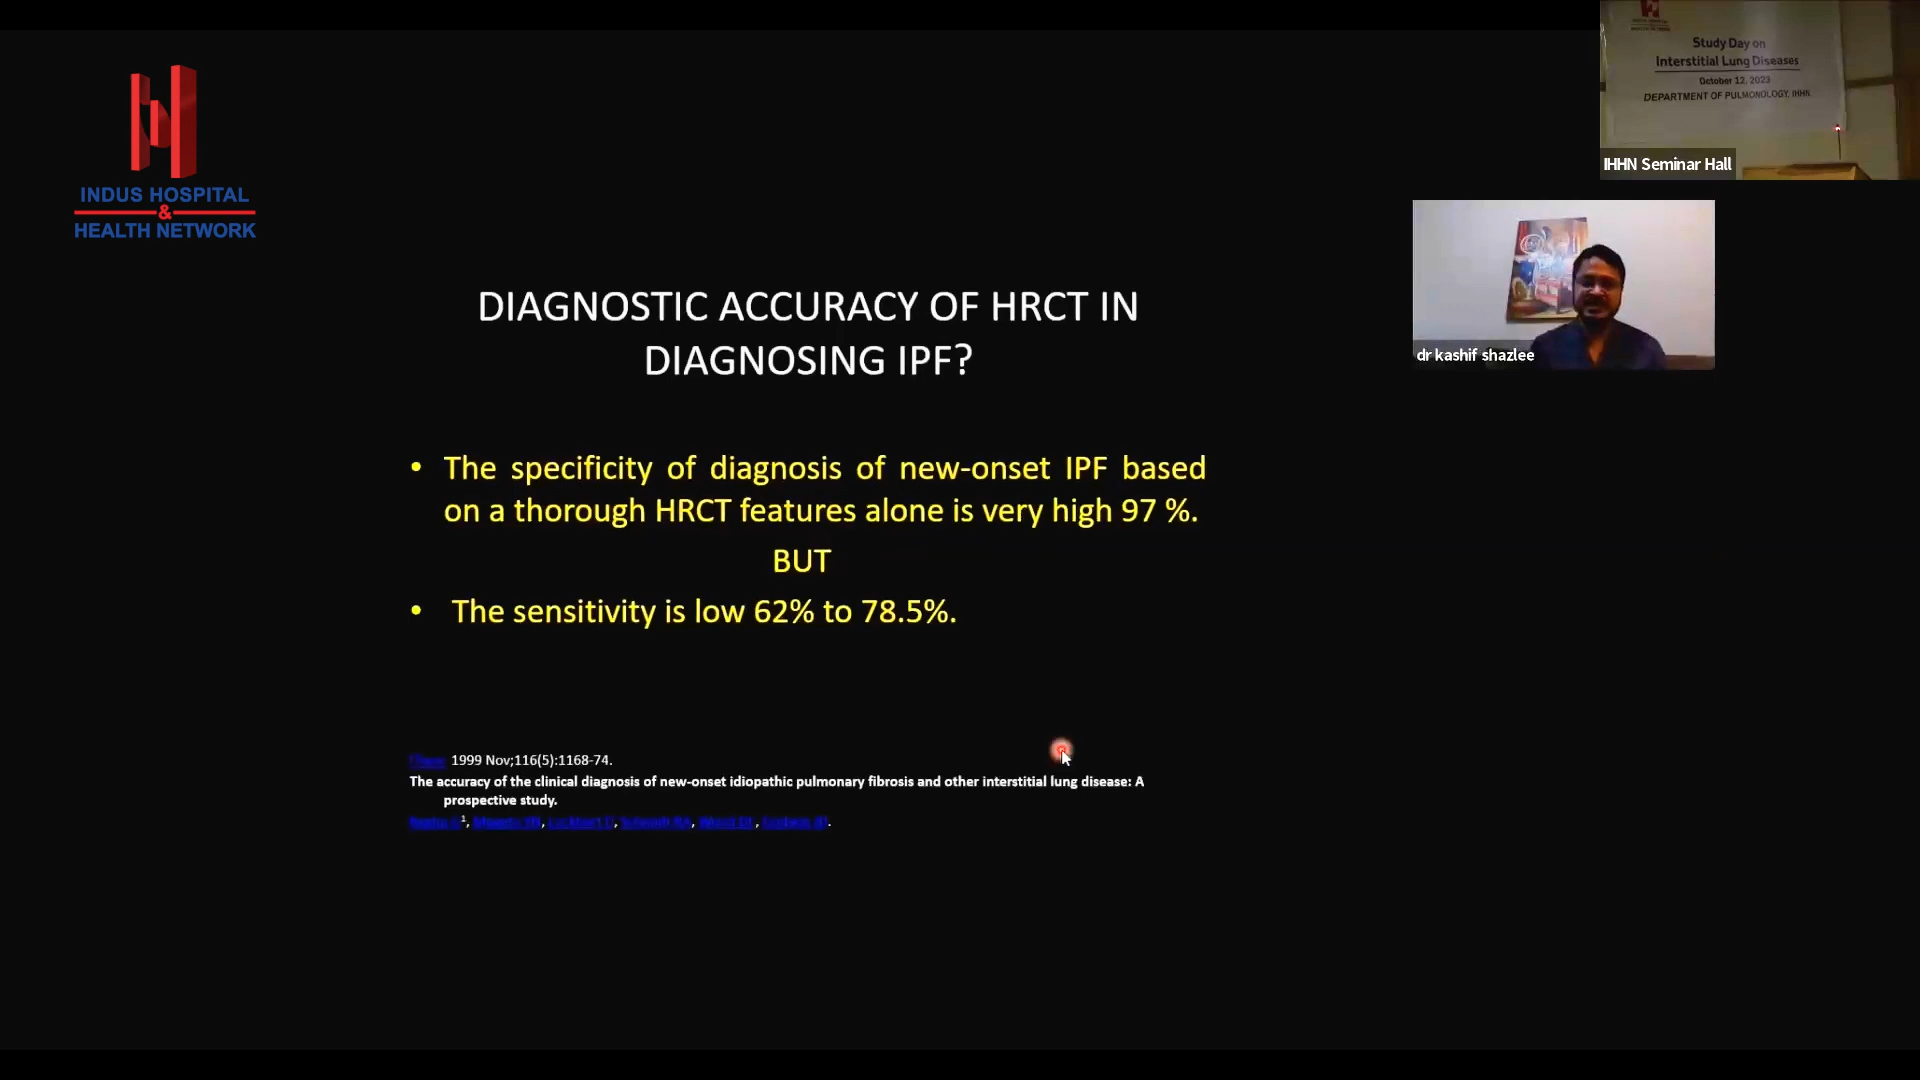 INDUS HOSPITAL
&
HEALTH NETWORK
Study Day on
Interstitial Lung Diseases
October 12, 2023
DEPARTMENT OF PULMONOLOGY, IHHN
IHHN Seminar Hall
dr kashif shazlee
DIAGNOSTIC ACCURACY OF HRCT IN
DIAGNOSING IPF?
• The specificity of diagnosis of new-onset IPF based
on a thorough HRCT features alone is very high 97 %.
BUT
• The sensitivity is low 62% to 78.5%.
1999 Nov;116(5):1168-74.
The accuracy of the clinical diagnosis of new-onset idiopathic pulmonary fibrosis and other interstitial lung disease: A
prospective study.